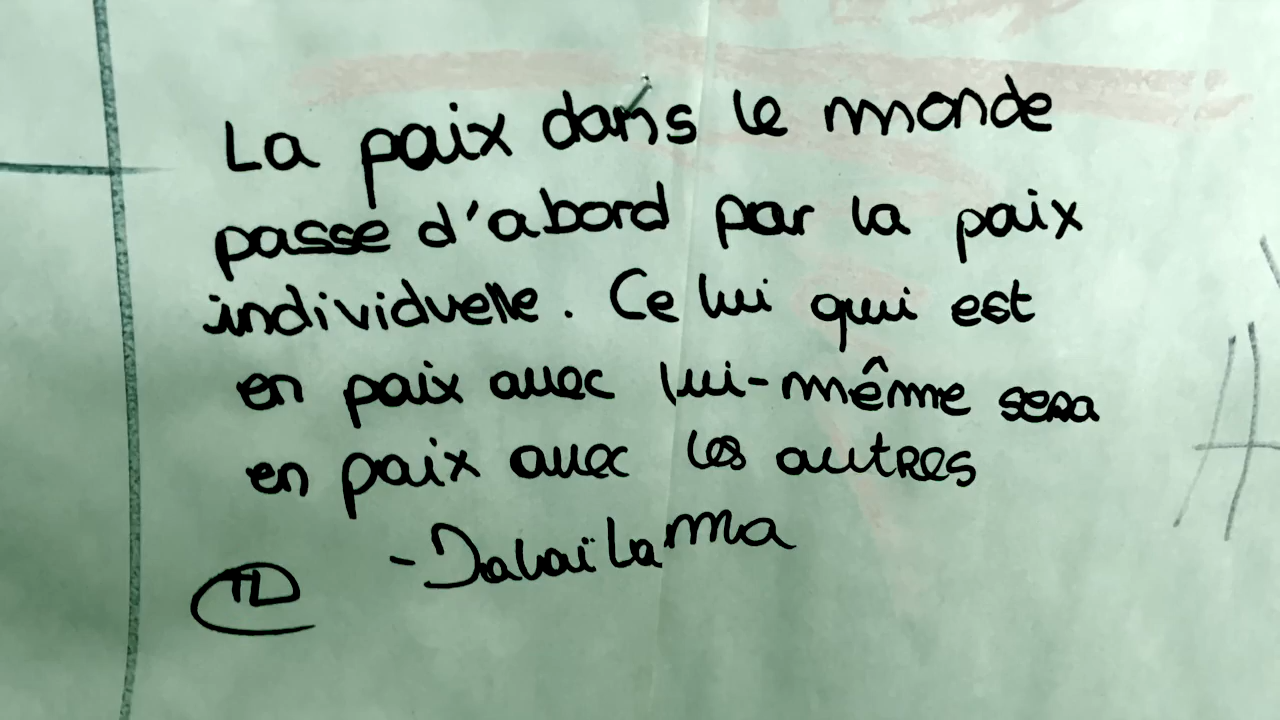 La paix dans le monde
passe d'abord par la paix
individuelle. Celui qui est
en paix avec lui-même sera
en paix avec les autres
- Dalaï Lama